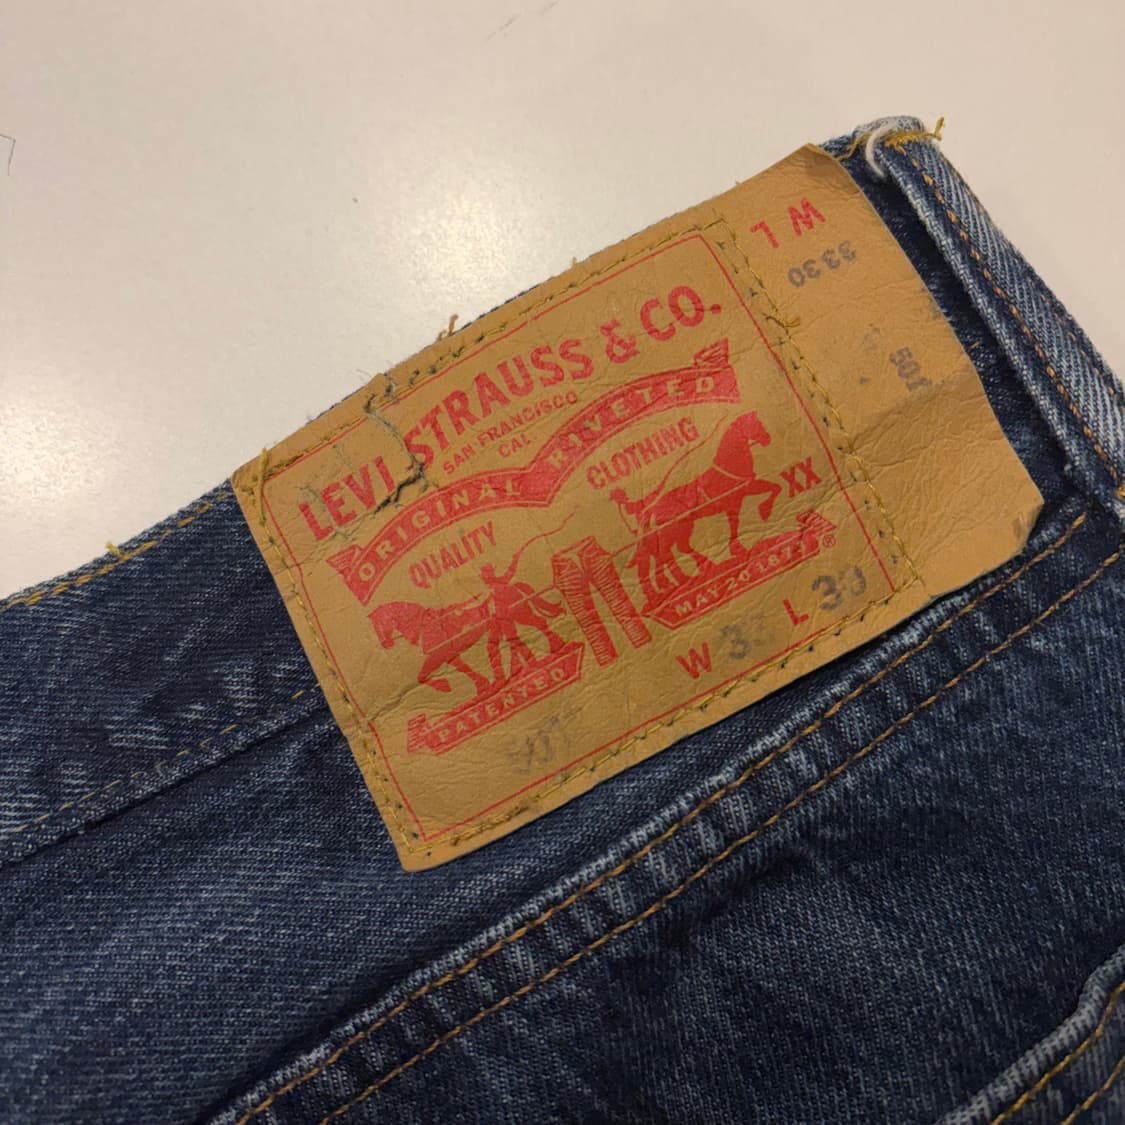 LEVI STRAUSS & CO.
SAN FRANCISCO
CAL.
ORIGINAL RIVETED
QUALITY CLOTHING
XX
PATENTED MAY 20 1873 ®
501
W 33 L 30
W L
33 30
501